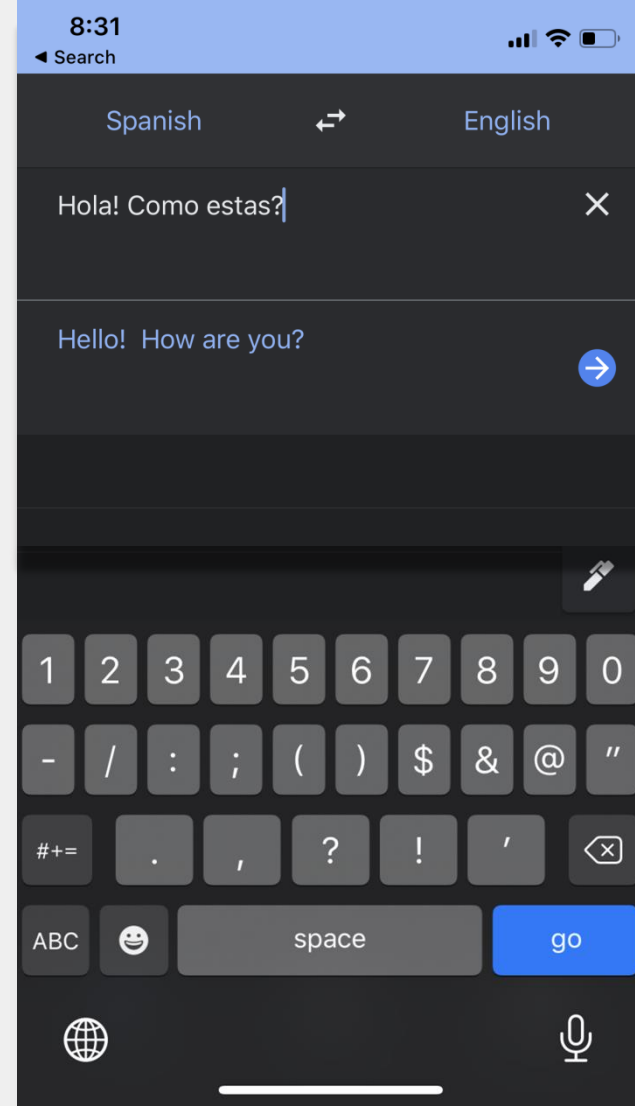 8:31
◀ Search
Spanish English
Hola! Como estas?
Hello!  How are you?
1 2 3 4 5 6 7 8 9 0
- / : ; ( ) $ & @ "
#+= . , ? ! '
ABC space go